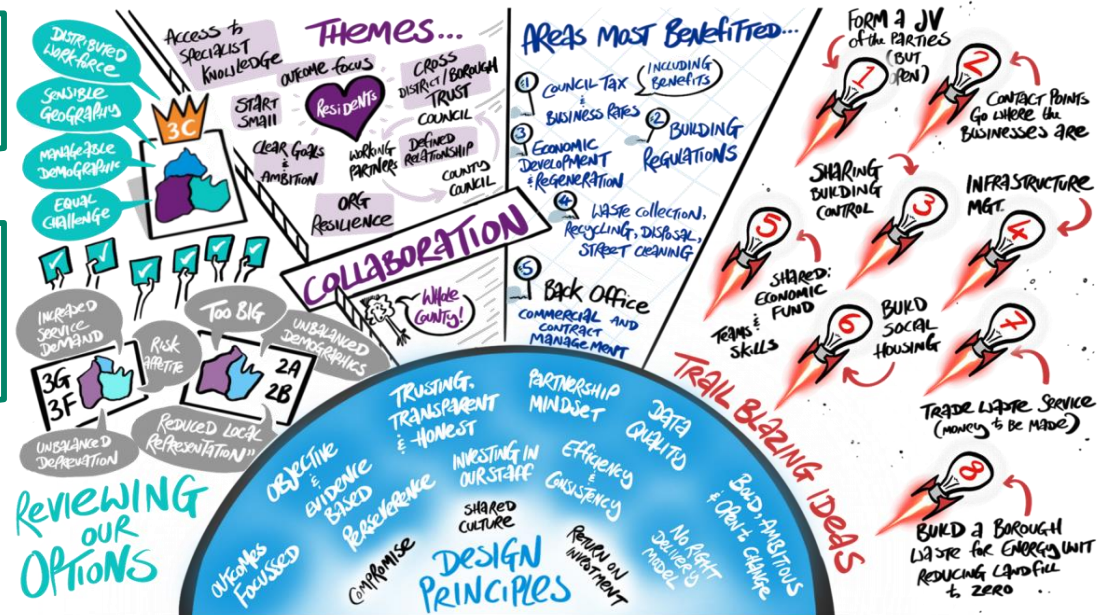 DISTRIBUTED
WORKFORCE
SENSIBLE
GEOGRAPHY
MANAGEABLE
DEMOGRAPHIC
EQUAL
CHALLENGE
3C
INCREASED
SERVICE
DEMAND
TOO BIG
UNBALANCED
DEMOGRAPHICS
RISK
APPETITE
3G
3F
2A
2B
UNBALANCED
DEPREVATION
REDUCED LOCAL
REPRESENTATION"
REVIEWING
OUR
OPTIONS
THEMES...
ACCESS to
SPECIALIST
KNOWLEDGE
OUTCOME FOCUS
CROSS
DISTRICT/BOROUGH
TRUST
COUNCIL
START
SMALL
RESIDENTS
CLEAR GOALS
&
AMBITION
WORKING
PARTNERS
DEFINED
RELATIONSHIP
COUNTY
COUNCIL
ORG
RESILIENCE
COLLABORATION
WHOLE
COUNTY!
AREAS MOST BENEFITTED...
1
COUNCIL TAX
&
BUSINESS RATES
INCLUDING
BENEFITS
2
BUILDING
REGULATIONS
3
ECONOMIC
DEVELOPMENT
& REGENERATION
4
WASTE COLLECTION,
RECYCLING, DISPOSAL,
STREET CLEANING
5
BACK OFFICE
COMMERCIAL AND
CONTRACT
MANAGEMENT
TRAIL BLAZING IDEAS
FORM a JV
of the PARTIES
(BUT
OPEN)
1
2
CONTACT POINTS
GO WHERE the
BUSINESSES ARE
SHARING
BUILDING
CONTROL
3
INFRASTRUCTURE
MGT.
4
5
SHARED:
ECONOMIC
FUND
TEAMS &
SKILLS
6
BUILD
SOCIAL
HOUSING
7
TRADE WASTE SERVICE
(MONEY to BE MADE)
8
BUILD a BOROUGH
WASTE for ENERGY UNIT
REDUCING LANDFILL
to ZERO
TRUSTING,
TRANSPARENT
& HONEST
PARTNERSHIP
MINDSET
DATA
QUALITY
OBJECTIVE
&
EVIDENCE
BASED
PERSEVERENCE
INVESTING IN
OUR STAFF
EFFICIENCY
&
CONSISTENCY
BOLD, AMBITIOUS
& OPEN to CHANGE
OUTCOMES
FOCUSSED
COMPROMISE
SHARED
CULTURE
RETURN ON
INVESTMENT
NO RIGHT
DELIVERY
MODEL
DESIGN
PRINCIPLES